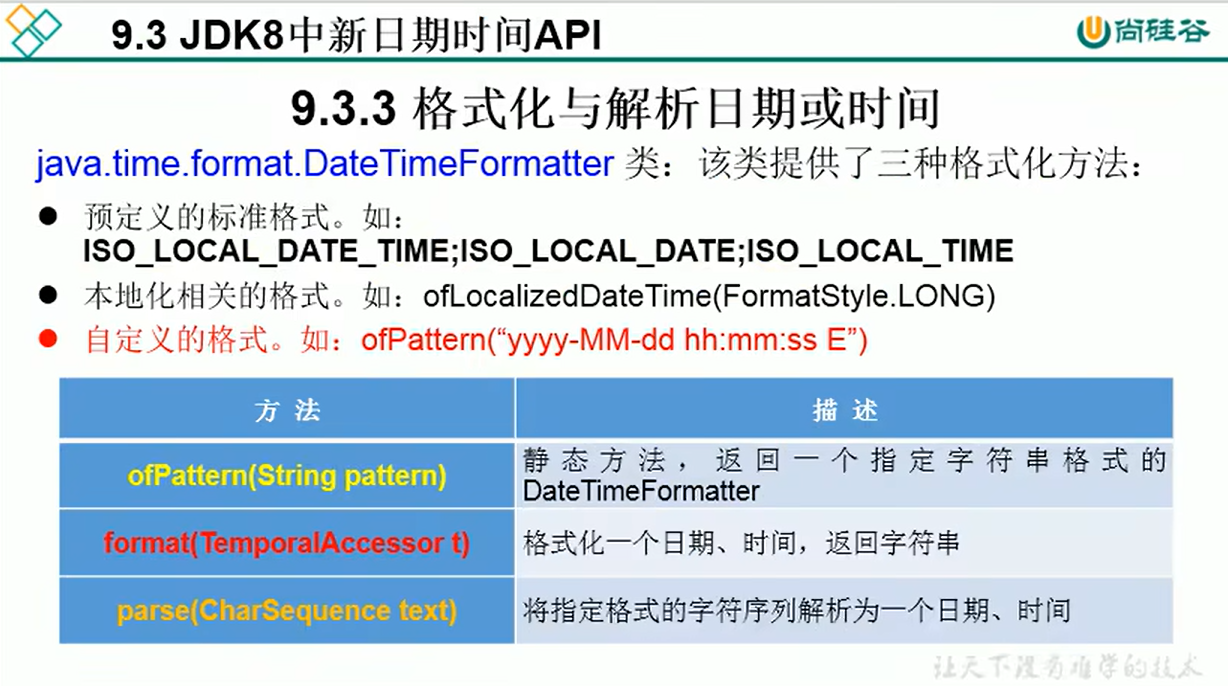 9.3 JDK8中新日期时间API
尚硅谷
9.3.3 格式化与解析日期或时间
java.time.format.DateTimeFormatter 类：该类提供了三种格式化方法：
● 预定义的标准格式。如：
ISO_LOCAL_DATE_TIME;ISO_LOCAL_DATE;ISO_LOCAL_TIME
● 本地化相关的格式。如：ofLocalizedDateTime(FormatStyle.LONG)
● 自定义的格式。如：ofPattern(“yyyy-MM-dd hh:mm:ss E”)
方 法
描 述
ofPattern(String pattern)
静态方法，返回一个指定字符串格式的
DateTimeFormatter
format(TemporalAccessor t)
格式化一个日期、时间，返回字符串
parse(CharSequence text)
将指定格式的字符序列解析为一个日期、时间
让天下没有难学的技术